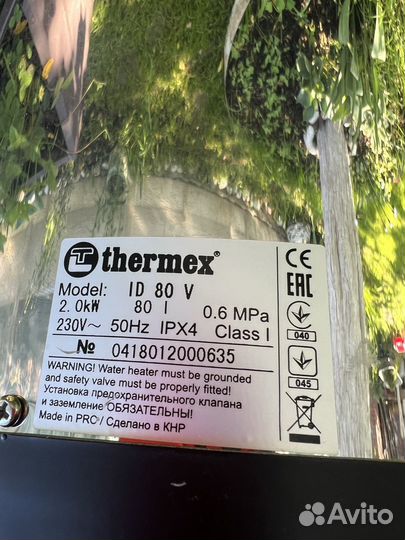 thermex®
Model: ID 80 V
2.0kW 80 l 0.6 MPa
230V~ 50Hz IPX4 Class I
№ 0418012000635
WARNING! Water heater must be grounded
and safety valve must be properly fitted!
Установка предохранительного клапана
и заземление ОБЯЗАТЕЛЬНЫ!
Made in PRC / Сделано в КНР
CE
EAC
040
045
Avito